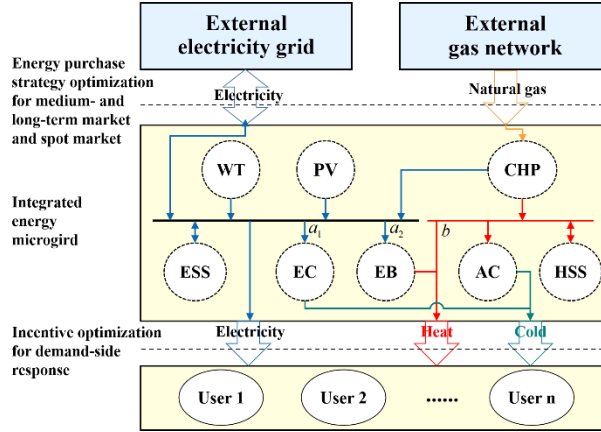 External
electricity grid
External
gas network
Energy purchase
strategy optimization
for medium- and
long-term market
and spot market
Electricity
Natural gas
WT
PV
CHP
Integrated
energy
microgird
a1
a2
b
ESS
EC
EB
AC
HSS
Incentive optimization
for demand-side
response
Electricity
Heat
Cold
User 1
User 2
......
User n